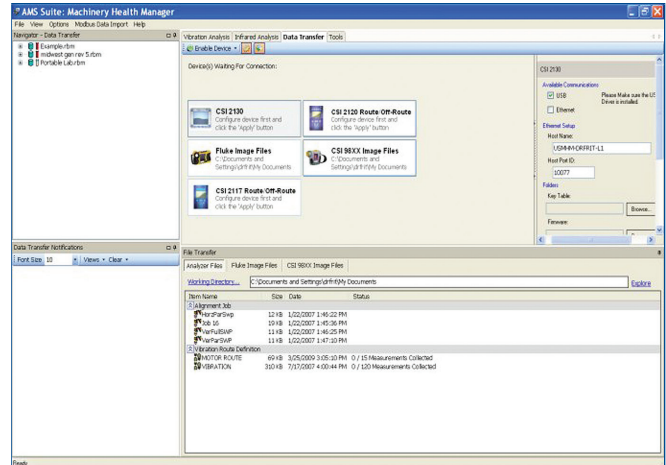 AMS Suite: Machinery Health Manager
File View Options Modbus Data Import Help
Navigator - Data Transfer
Example.rbm
midwest gen rev 5.rbm
Portable Lab.rbm
Vibration Analysis Infrared Analysis Data Transfer Tools
Enable Device
Device(s) Waiting For Connection:
CSI 2130
Configure device first and
click the 'Apply' button
CSI 2120 Route/Off-Route
Configure device first and
click the 'Apply' button
Fluke Image Files
C:\Documents and
Settings\drfrit\My Documents
CSI 98XX Image Files
C:\Documents and
Settings\drfrit\My Documents
CSI 2117 Route/Off-Route
Configure device first and
click the 'Apply' button
CSI 2130
Available Communications
USB
Please Make sure the US
Driver is installed.
Ethernet
Ethernet Setup
Host Name:
USMHM-DRFRIT-L1
Host Port ID:
10077
Folders
Key Table:
Browse...
Firmware:
Data Transfer Notifications
Font Size 10 Views Clear
File Transfer
Analyzer Files Fluke Image Files CSI 98XX Image Files
Working Directory... C:\Documents and Settings\drfrit\My Documents Explore
Item Name Size Date Status
Alignment Job
HorzParSwp 12 KB 1/22/2007 1:46:22 PM
Job 16 19 KB 1/22/2007 1:45:36 PM
VerFullSWP 11 KB 1/22/2007 1:46:25 PM
VerParSWP 11 KB 1/22/2007 1:47:10 PM
Vibration Route Definition
MOTOR ROUTE 69 KB 3/25/2009 3:05:10 PM 0 / 15 Measurements Collected
VIBRATION 310 KB 7/17/2007 4:00:44 PM 0 / 120 Measurements Collected
Ready